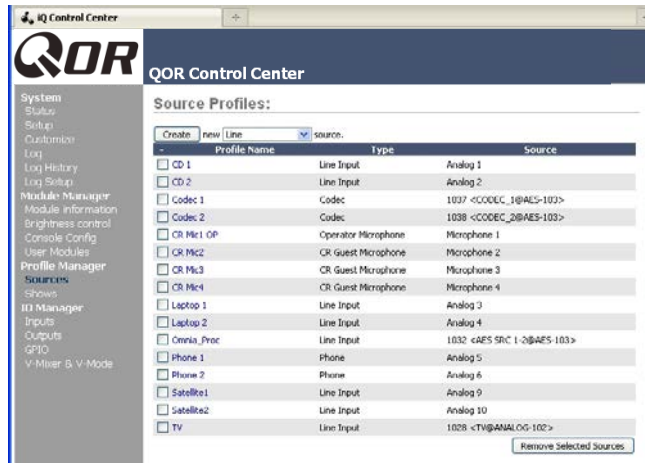 iQ Control Center
QOR
QOR Control Center
System
Status
Setup
Customize
Log
Log History
Log Setup
Module Manager
Module information
Brightness control
Console Config
User Modules
Profile Manager
Sources
Shows
IO Manager
Inputs
Outputs
GPIO
V-Mixer & V-Mode
Source Profiles:
Create new Line source.
- Profile Name Type Source
CD 1 Line Input Analog 1
CD 2 Line Input Analog 2
Codec 1 Codec 1037 <CODEC_1@AES-103>
Codec 2 Codec 1038 <CODEC_2@AES-103>
CR Mic1 OP Operator Microphone Microphone 1
CR Mic2 CR Guest Microphone Microphone 2
CR Mic3 CR Guest Microphone Microphone 3
CR Mic4 CR Guest Microphone Microphone 4
Laptop 1 Line Input Analog 3
Laptop 2 Line Input Analog 4
Omnia_Proc Line Input 1032 <AES SRC 1-2@AES-103>
Phone 1 Phone Analog 5
Phone 2 Phone Analog 6
Satellite1 Line Input Analog 9
Satellite2 Line Input Analog 10
TV Line Input 1028 <TV@ANALOG-102>
Remove Selected Sources